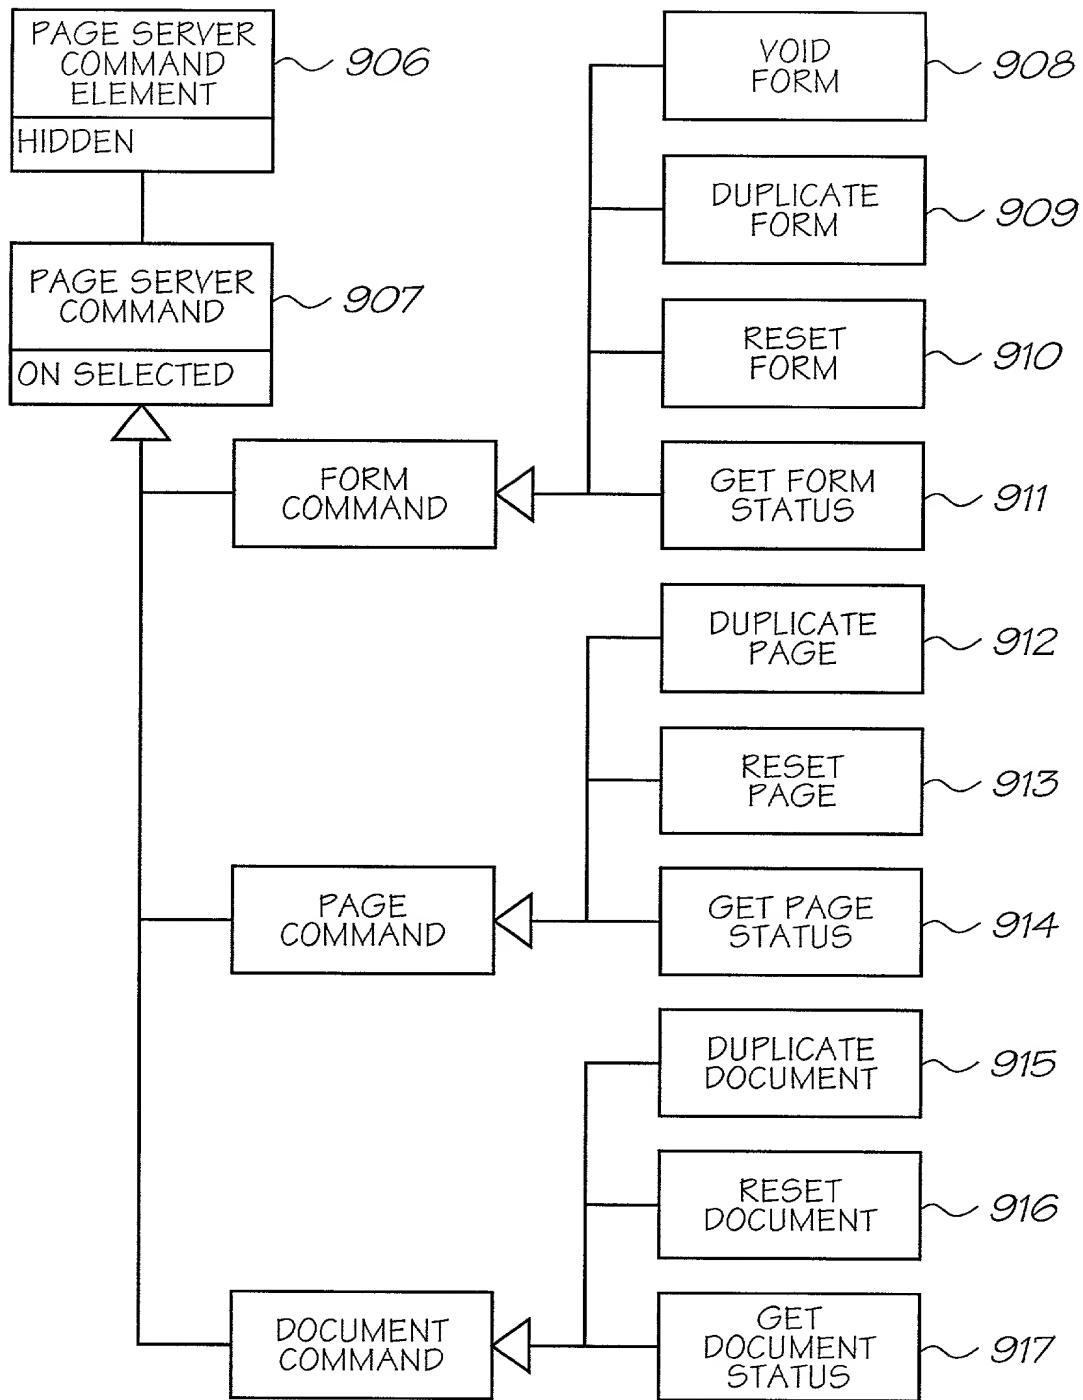 PAGE SERVER
COMMAND
ELEMENT
HIDDEN
906
PAGE SERVER
COMMAND
ON SELECTED
907
FORM
COMMAND
VOID
FORM
908
DUPLICATE
FORM
909
RESET
FORM
910
GET FORM
STATUS
911
PAGE
COMMAND
DUPLICATE
PAGE
912
RESET
PAGE
913
GET PAGE
STATUS
914
DOCUMENT
COMMAND
DUPLICATE
DOCUMENT
915
RESET
DOCUMENT
916
GET
DOCUMENT
STATUS
917